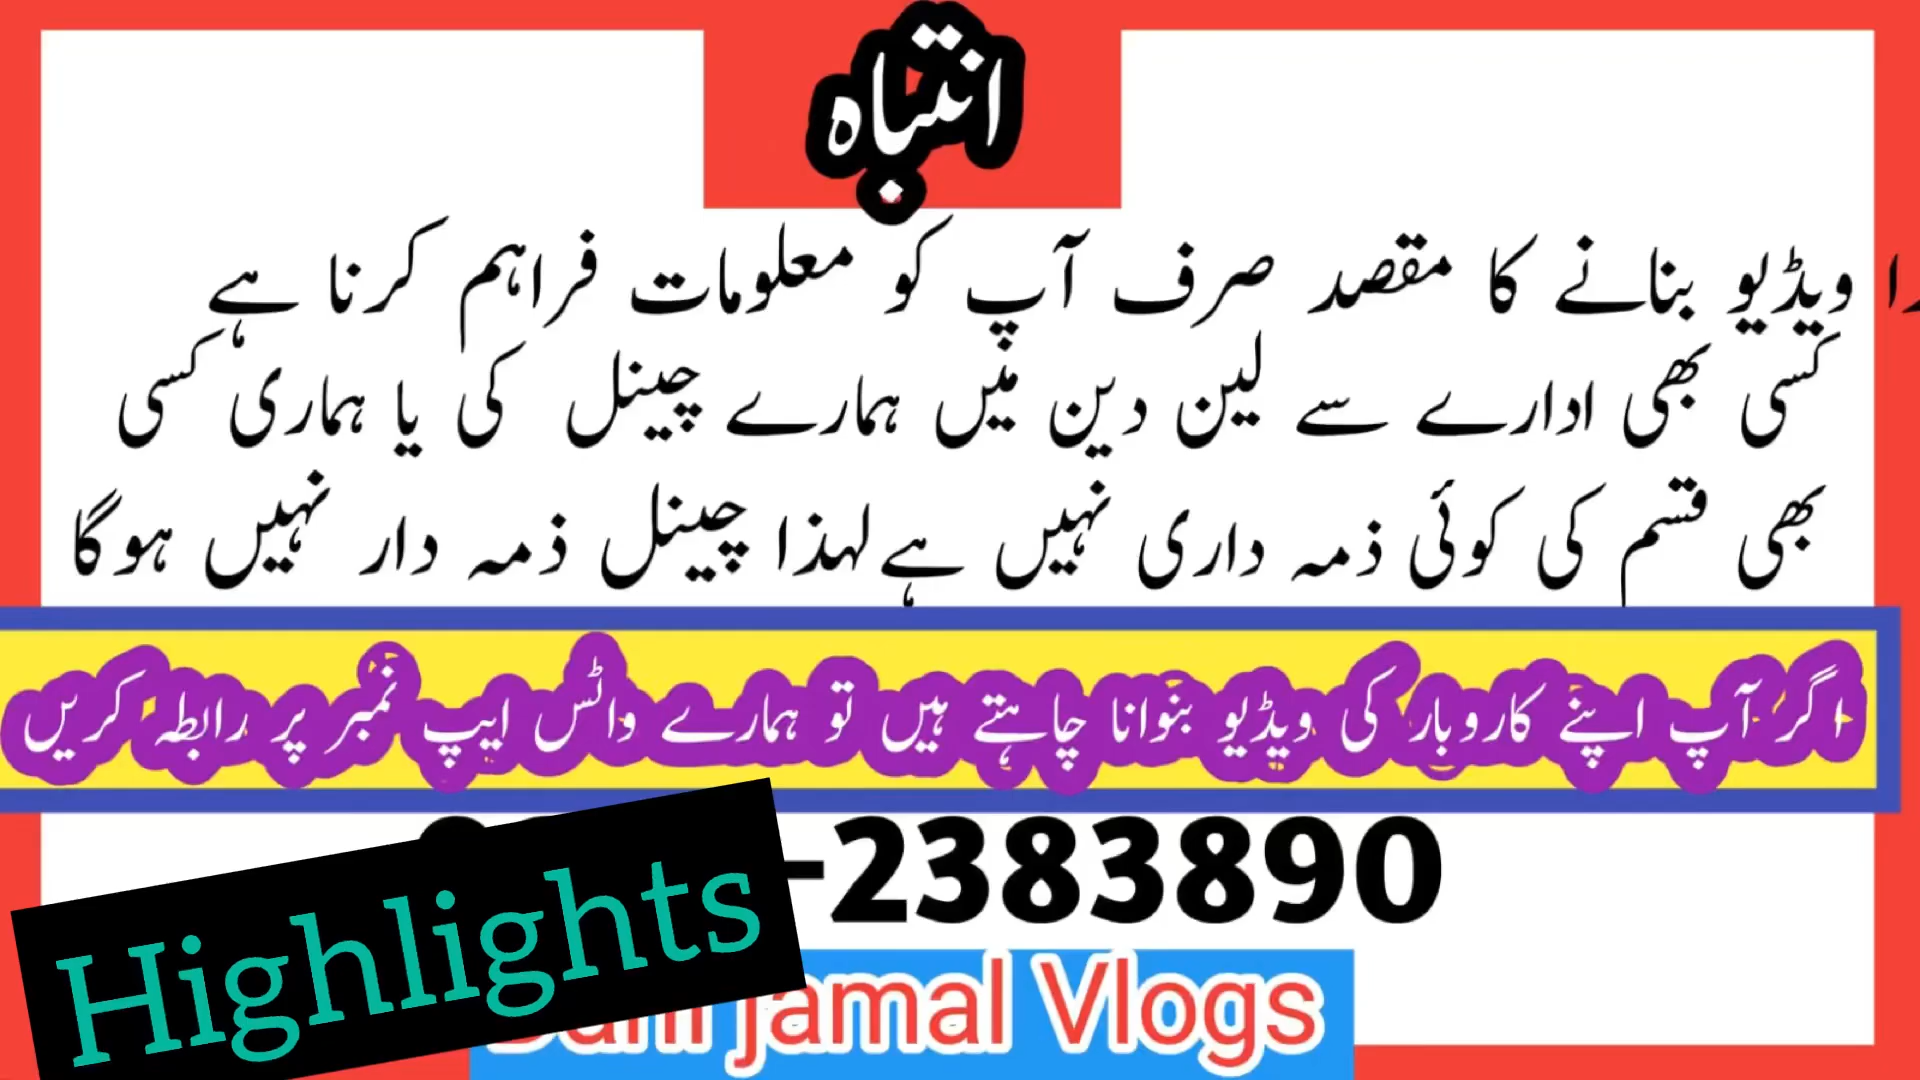 انتباہ
ویڈیو بنانے کا مقصد صرف آپ کو معلومات فراہم کرنا ہے
کسی بھی ادارے سے لین دین میں ہمارے چینل کی یا ہماری کسی
بھی قسم کی کوئی ذمہ داری نہیں ہے لہذا چینل ذمہ دار نہیں ہوگا
اگر آپ اپنے کاروبار کی ویڈیو بنوانا چاہتے ہیں تو ہمارے واٹس ایپ نمبر پر رابطہ کریں
-2383890
Highlights
jamal Vlogs